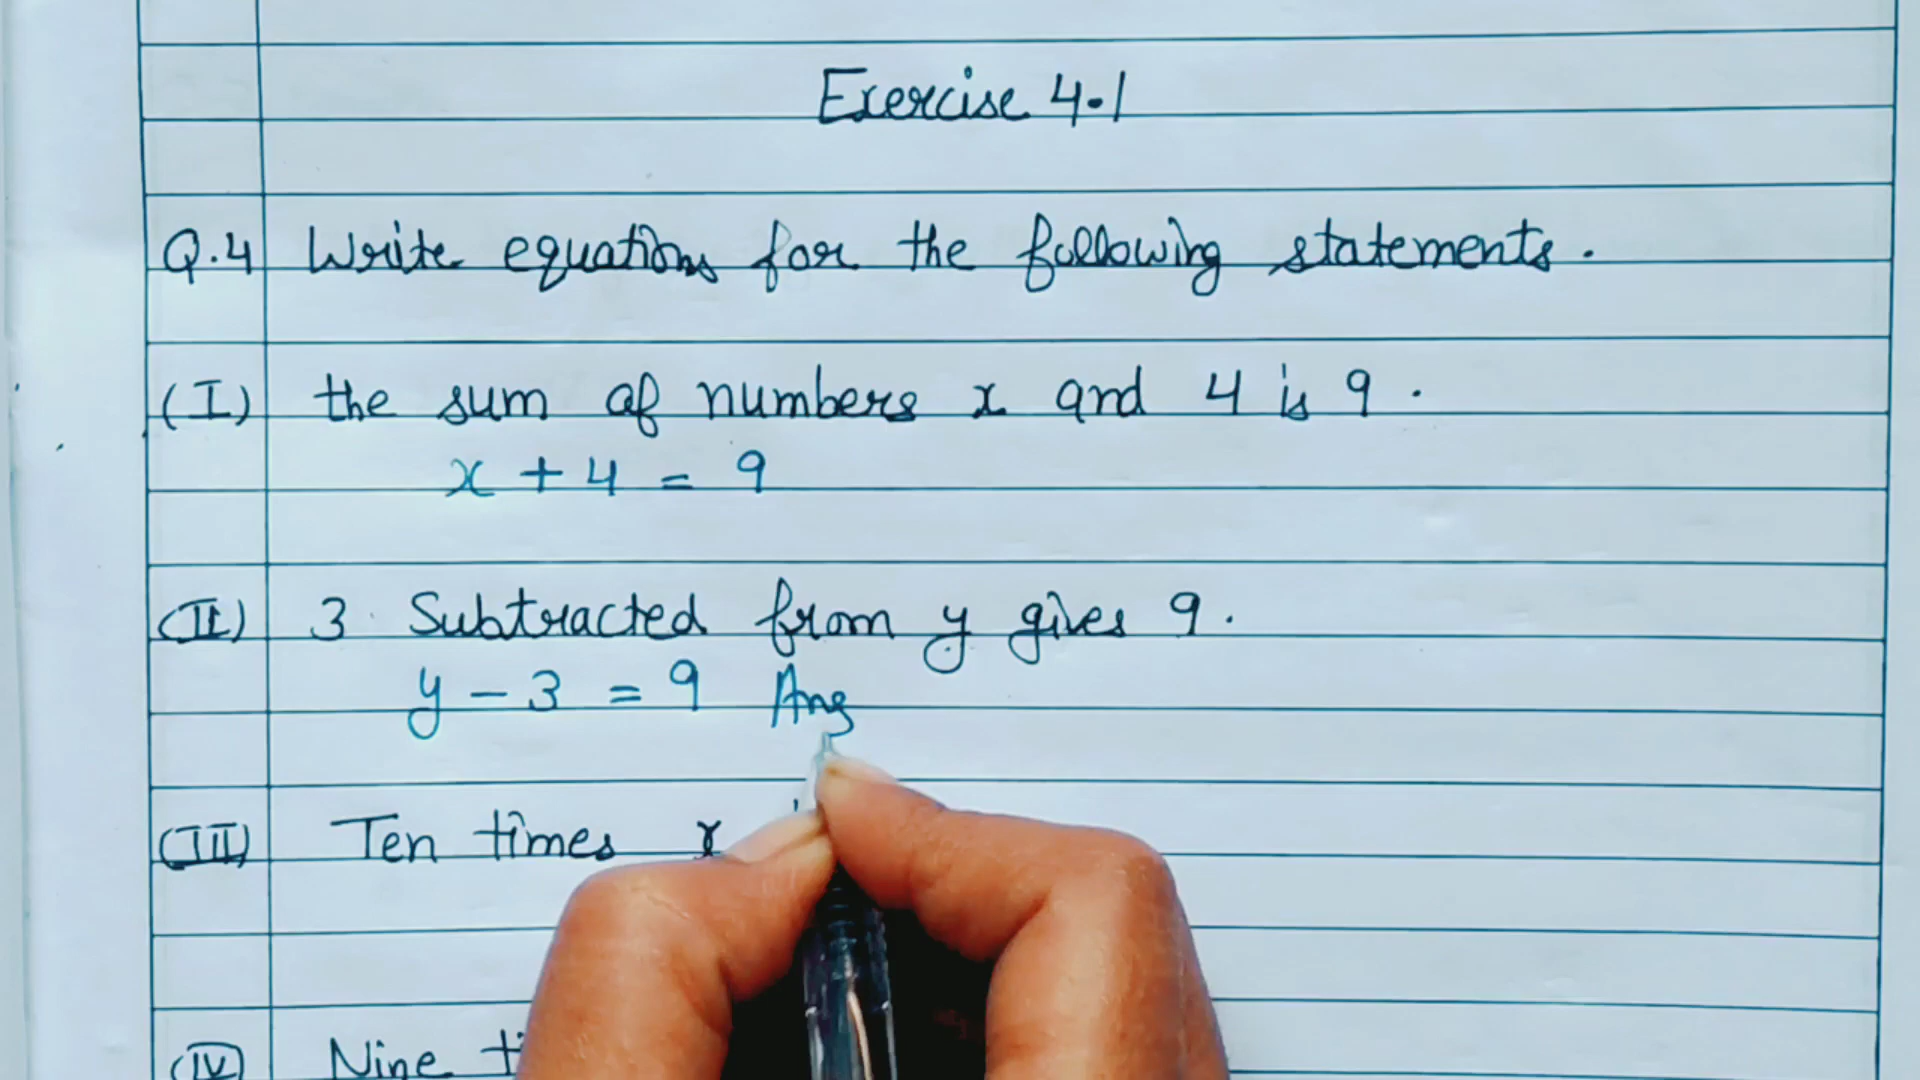 Exercise 4.1
Q.4 Write equations for the following statements.
(I) the sum of numbers x and 4 is 9.
x + 4 = 9
(II) 3 Subtracted from y gives 9.
y - 3 = 9 Ans
(III) Ten times x
(IV) Nine